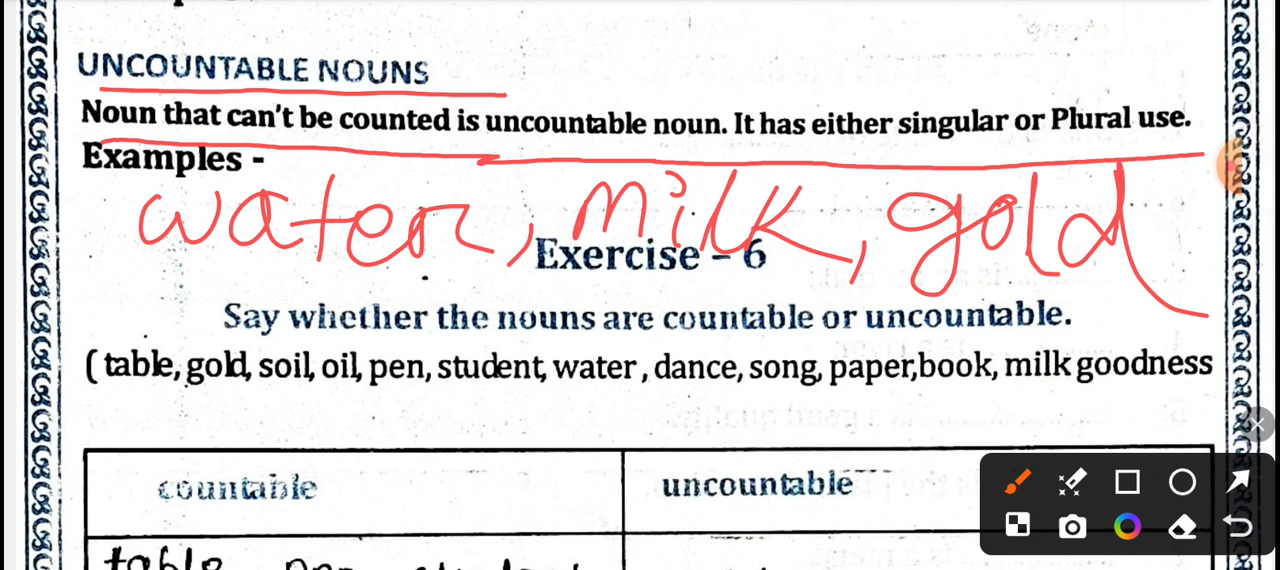 UNCOUNTABLE NOUNS
Noun that can't be counted is uncountable noun. It has either singular or Plural use.
Examples -
water, milk, gold
Exercise - 6
Say whether the nouns are countable or uncountable.
( table, gold, soil, oil, pen, student, water , dance, song, paper,book, milk goodness
countable uncountable
table